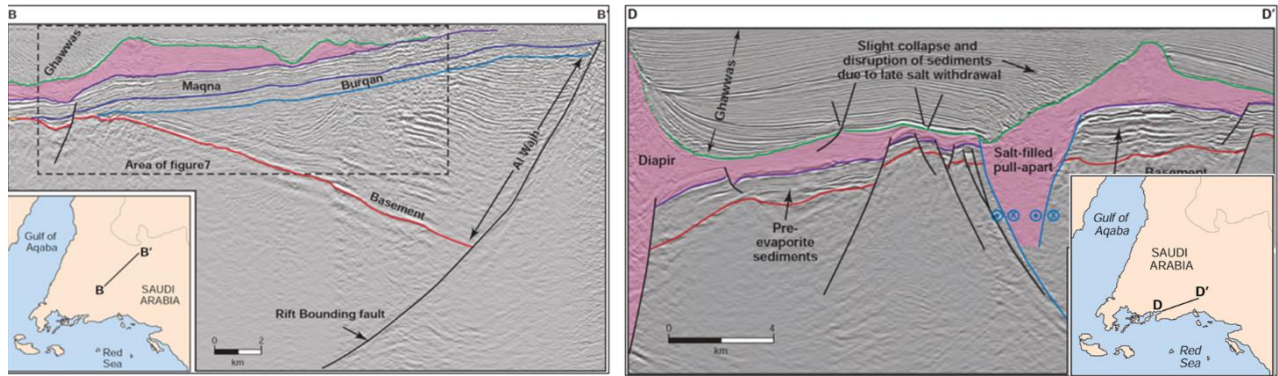 B
B'
Ghawwas
Maqna
Burqan
Al Wajh
Area of figure7
Basement
Rift Bounding fault
0 2
km
Gulf of
Aqaba
B'
B
SAUDI
ARABIA
Red
Sea
D
D'
Ghawwas
Slight collapse and
disruption of sediments
due to late salt withdrawal
Diapir
Salt-filled
pull-apart
Basement
Pre-
evaporite
sediments
0 4
km
Gulf of
Aqaba
SAUDI
ARABIA
D
D'
Red
Sea